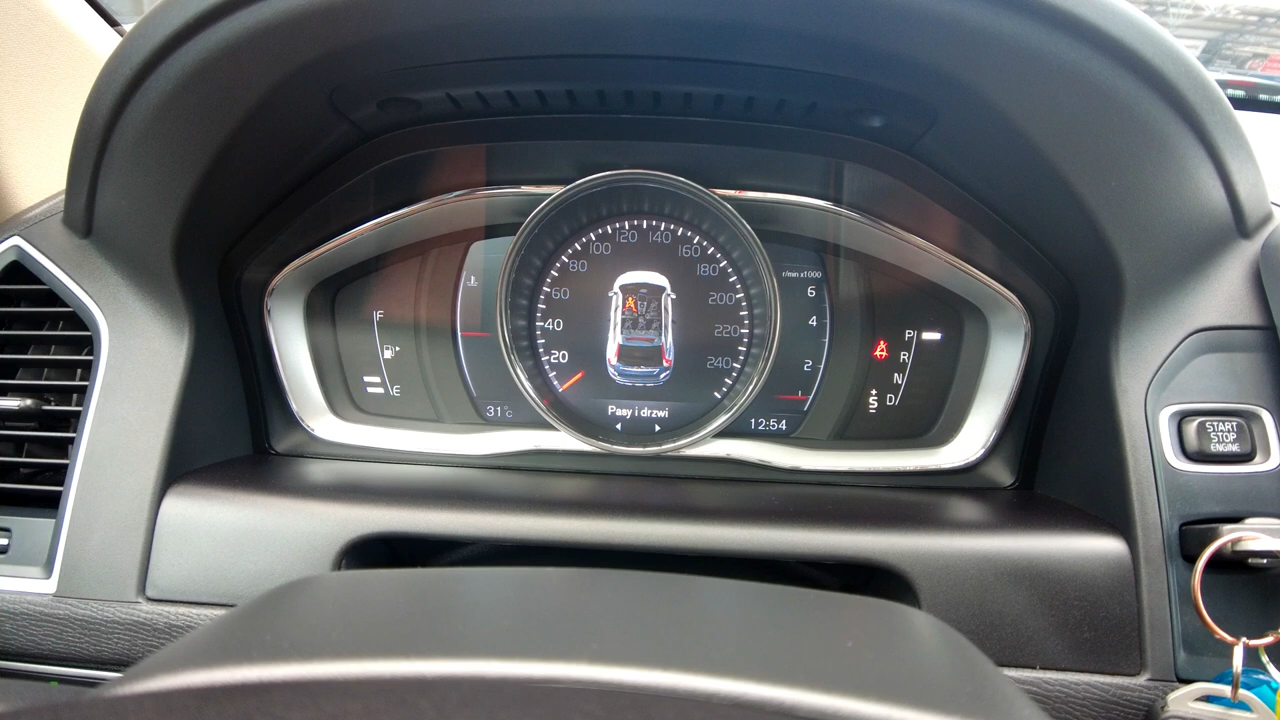 F
E
31°C
20
40
60
80
100
120
140
160
180
200
220
240
Pasy i drzwi
r/min x1000
6
4
2
12:54
P
R
N
D
+
S
−
START
STOP
ENGINE